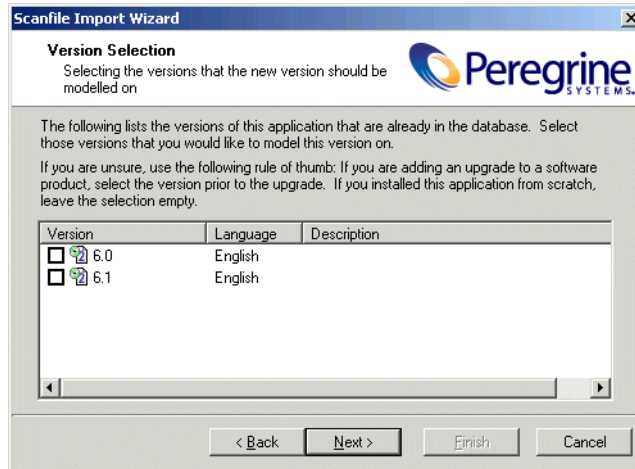 Scanfile Import Wizard
Version Selection
Selecting the versions that the new version should be
modelled on
Peregrine
SYSTEMS
The following lists the versions of this application that are already in the database. Select
those versions that you would like to model this version on.
If you are unsure, use the following rule of thumb: If you are adding an upgrade to a software
product, select the version prior to the upgrade. If you installed this application from scratch,
leave the selection empty.
Version Language Description
6.0 English
6.1 English
< Back Next > Finish Cancel